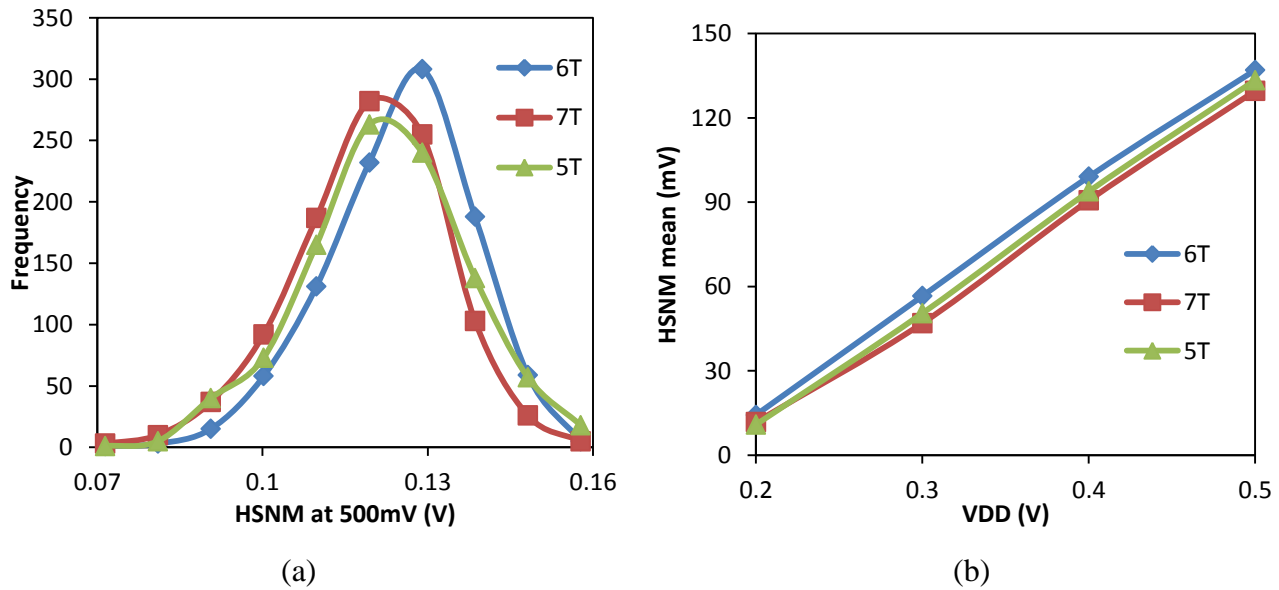 350
300
250
200
150
100
50
0
Frequency
0.07 0.1 0.13 0.16
HSNM at 500mV (V)
6T
7T
5T
(a)
150
120
90
60
30
0
HSNM mean (mV)
0.2 0.3 0.4 0.5
VDD (V)
6T
7T
5T
(b)